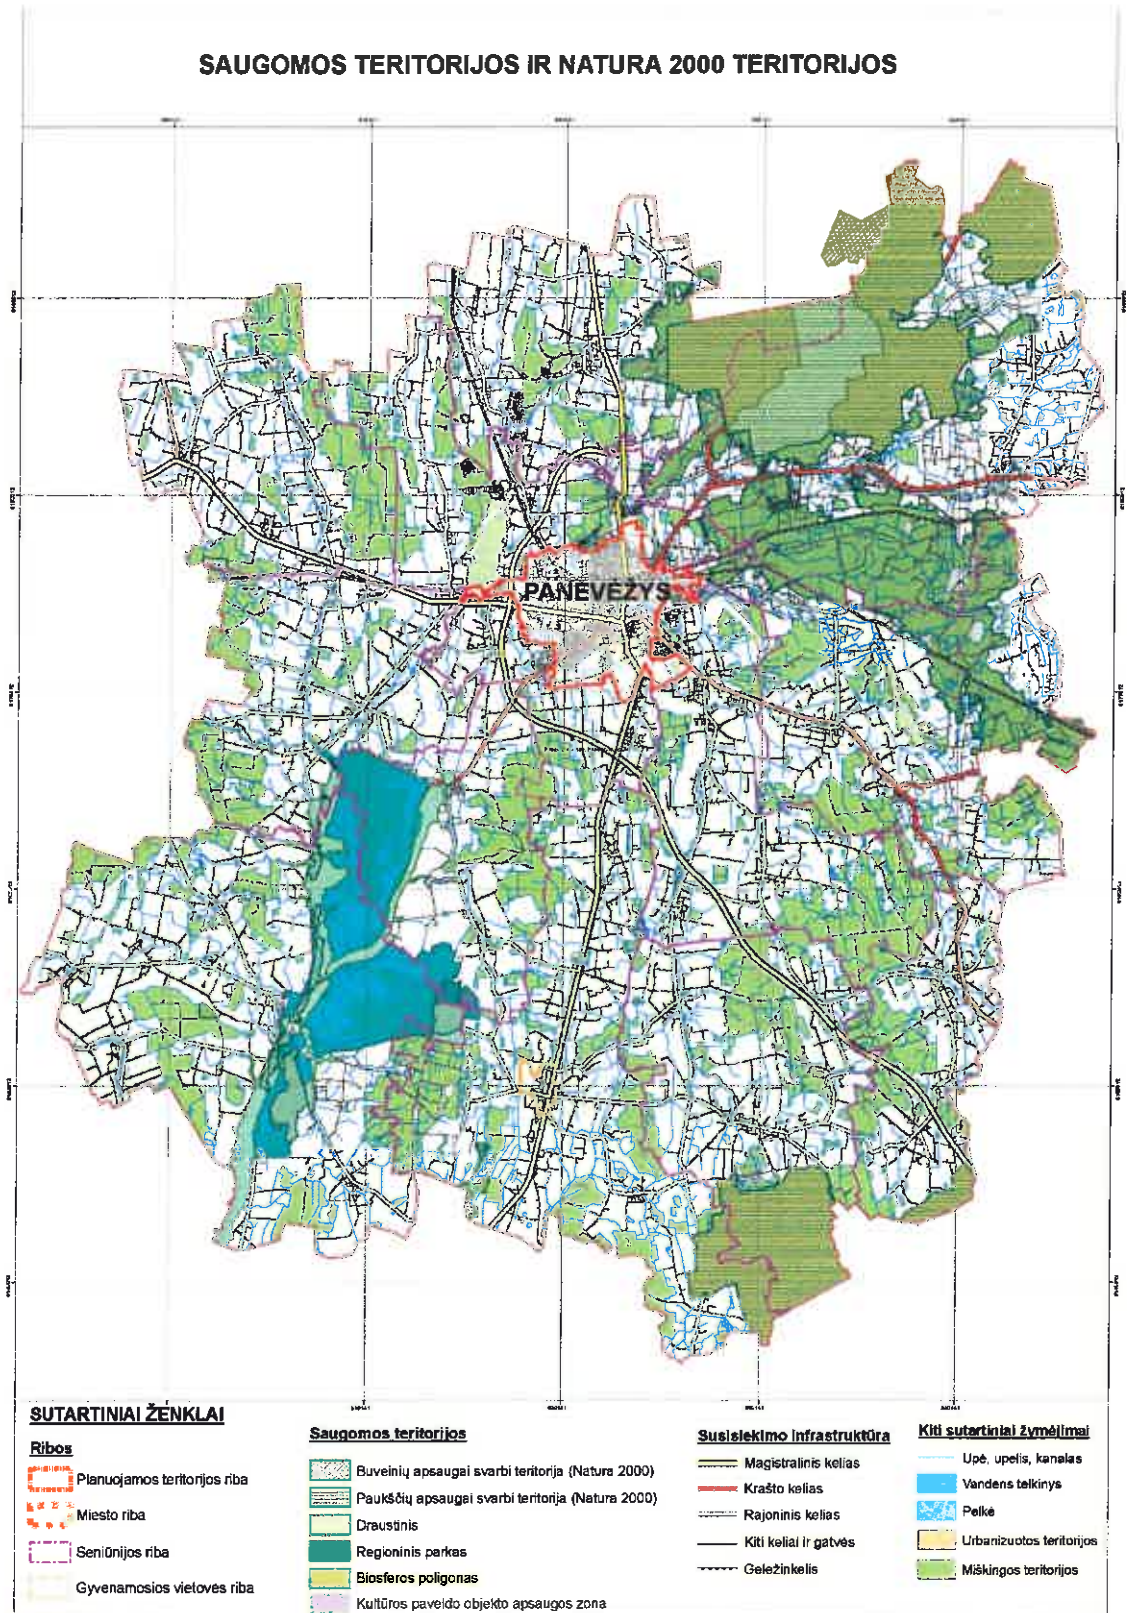 SAUGOMOS TERITORIJOS IR NATURA 2000 TERITORIJOS
PANEVĖŽYS
SUTARTINIAI ŽENKLAI
Ribos
Planuojamos teritorijos riba
Miesto riba
Seniūnijos riba
Gyvenamosios vietovės riba
Saugomos teritorijos
Buveinių apsaugai svarbi teritorija (Natura 2000)
Paukščių apsaugai svarbi teritorija (Natura 2000)
Draustinis
Regioninis parkas
Biosferos poligonas
Kultūros paveldo objekto apsaugos zona
Susisiekimo infrastruktūra
Magistralinis kelias
Krašto kelias
Rajoninis kelias
Kiti keliai ir gatvės
Geležinkelis
Kiti sutartiniai žymėjimai
Upė, upelis, kanalas
Vandens telkinys
Pelkė
Urbanizuotos teritorijos
Miškingos teritorijos